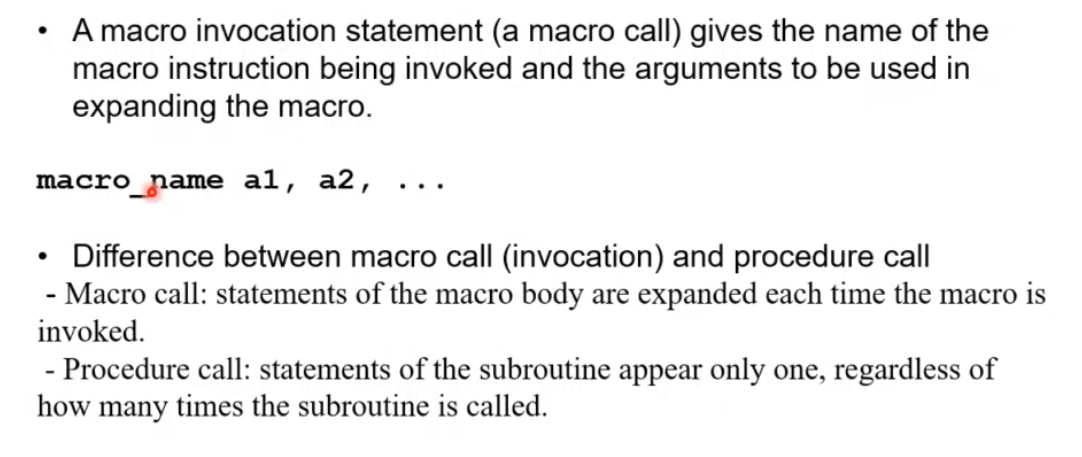 • A macro invocation statement (a macro call) gives the name of the
macro instruction being invoked and the arguments to be used in
expanding the macro.
macro_name a1, a2, ...
• Difference between macro call (invocation) and procedure call
- Macro call: statements of the macro body are expanded each time the macro is
invoked.
- Procedure call: statements of the subroutine appear only one, regardless of
how many times the subroutine is called.